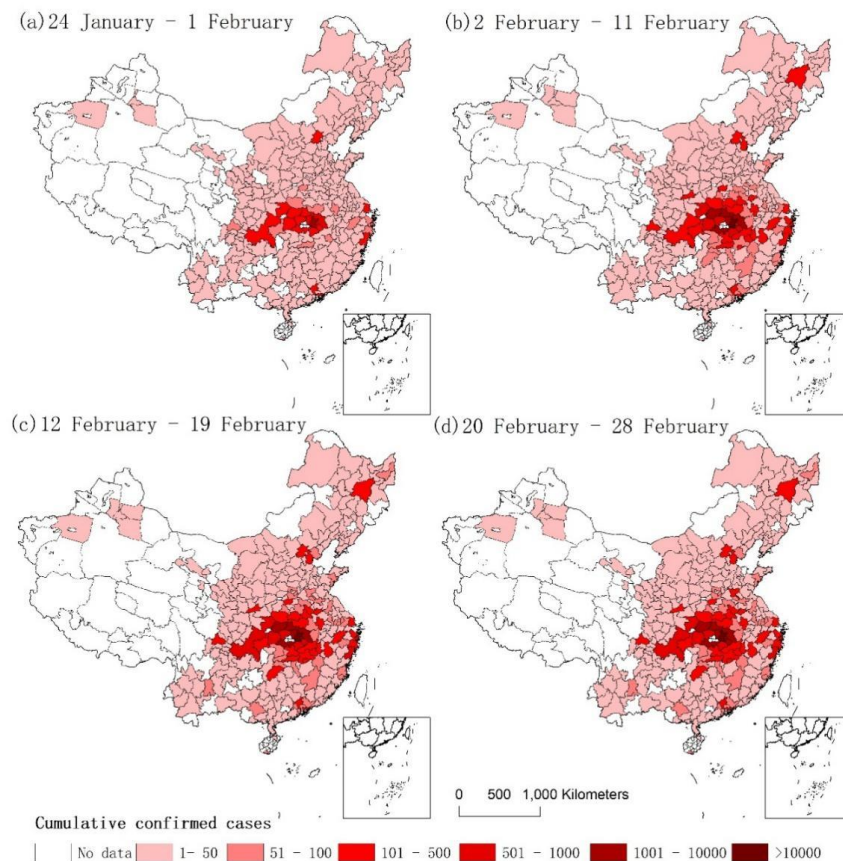 (a)24 January - 1 February
(b)2 February - 11 February
(c)12 February - 19 February
(d)20 February - 28 February
0 500 1,000 Kilometers
Cumulative confirmed cases
No data 1- 50 51 - 100 101 - 500 501 - 1000 1001 - 10000 >10000